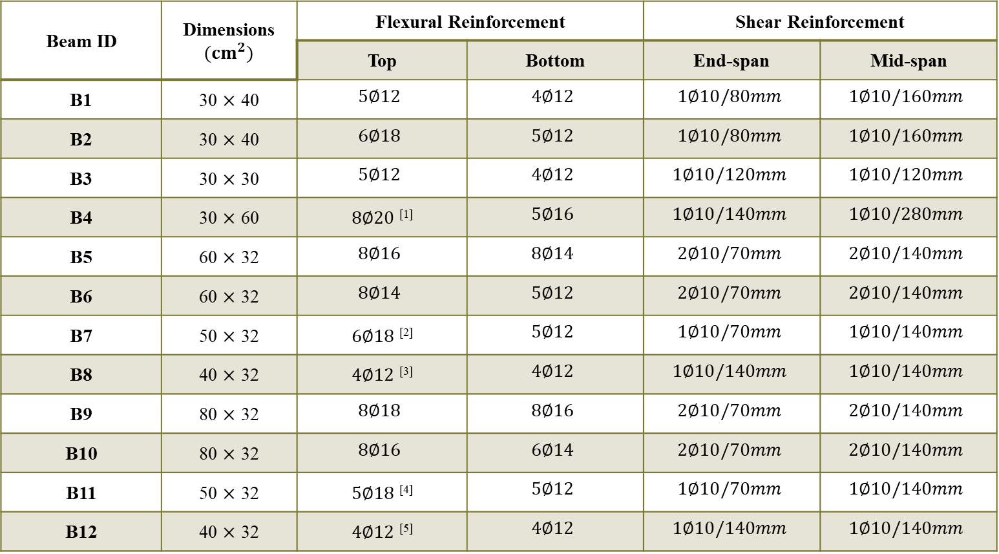 Beam ID Dimensions (cm²) Flexural Reinforcement Shear Reinforcement
Top Bottom End-span Mid-span
B1 30 × 40 5Ø12 4Ø12 1Ø10/80mm 1Ø10/160mm
B2 30 × 40 6Ø18 5Ø12 1Ø10/80mm 1Ø10/160mm
B3 30 × 30 5Ø12 4Ø12 1Ø10/120mm 1Ø10/120mm
B4 30 × 60 8Ø20 [1] 5Ø16 1Ø10/140mm 1Ø10/280mm
B5 60 × 32 8Ø16 8Ø14 2Ø10/70mm 2Ø10/140mm
B6 60 × 32 8Ø14 5Ø12 2Ø10/70mm 2Ø10/140mm
B7 50 × 32 6Ø18 [2] 5Ø12 1Ø10/70mm 1Ø10/140mm
B8 40 × 32 4Ø12 [3] 4Ø12 1Ø10/140mm 1Ø10/140mm
B9 80 × 32 8Ø18 8Ø16 2Ø10/70mm 2Ø10/140mm
B10 80 × 32 8Ø16 6Ø14 2Ø10/70mm 2Ø10/140mm
B11 50 × 32 5Ø18 [4] 5Ø12 1Ø10/70mm 1Ø10/140mm
B12 40 × 32 4Ø12 [5] 4Ø12 1Ø10/140mm 1Ø10/140mm